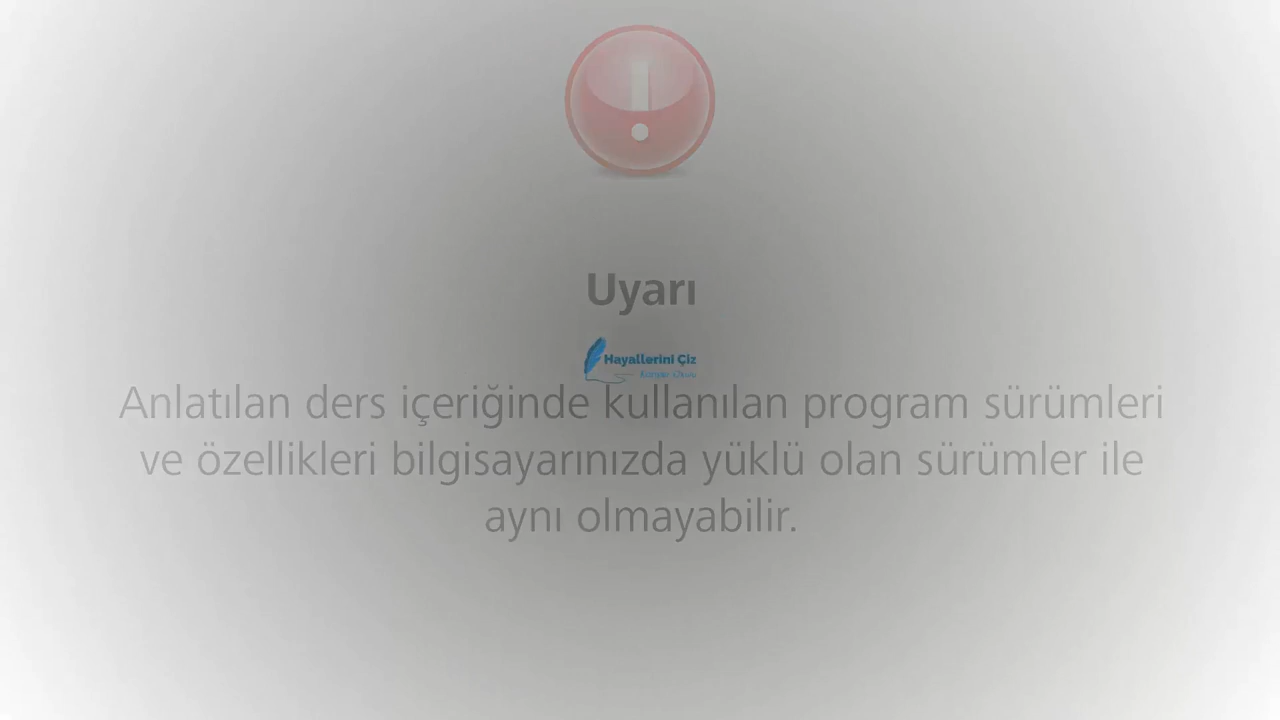 Uyarı
Hayallerini Çiz
Anlatılan ders içeriğinde kullanılan program sürümleri
ve özellikleri bilgisayarınızda yüklü olan sürümler ile
aynı olmayabilir.